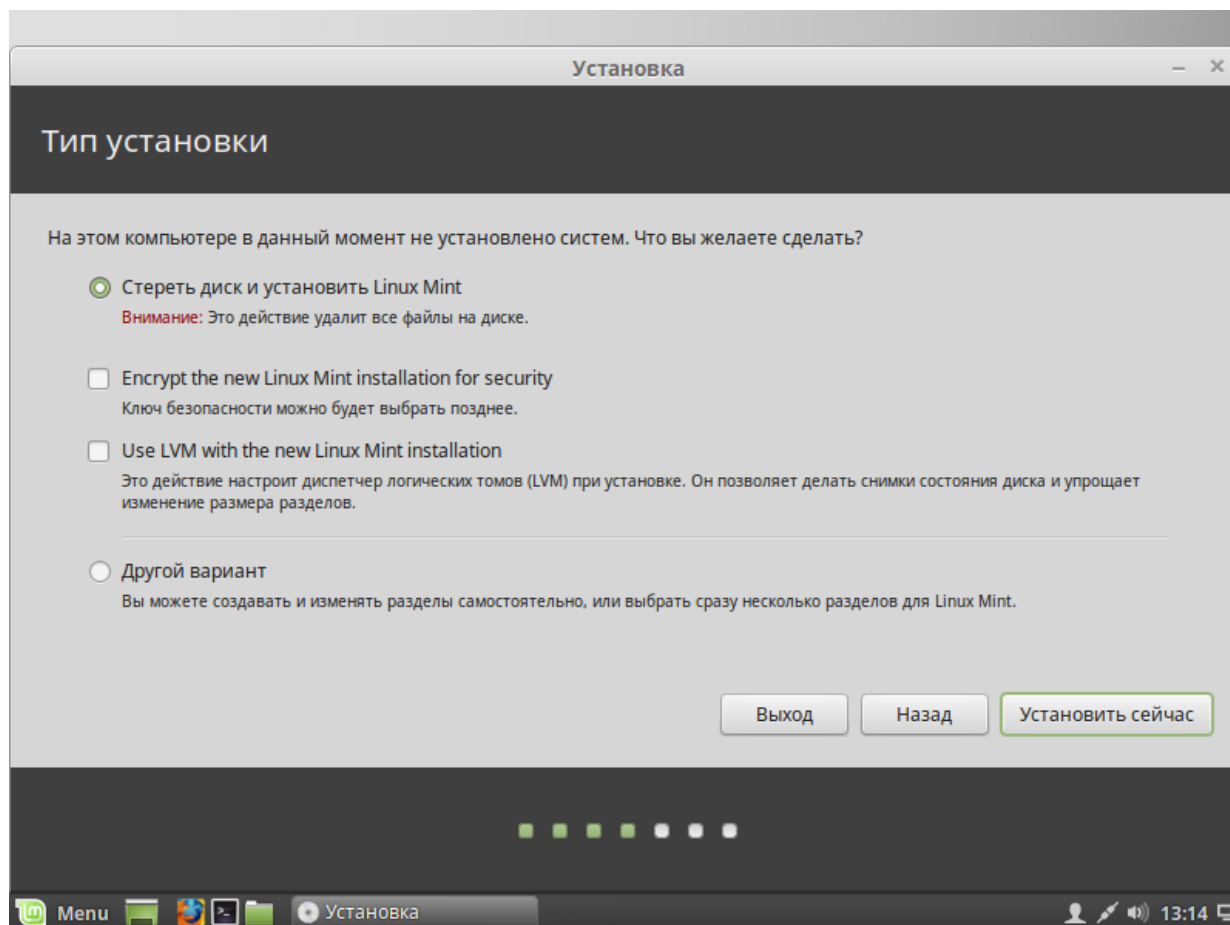 Установка
Тип установки
На этом компьютере в данный момент не установлено систем. Что вы желаете сделать?
Стереть диск и установить Linux Mint
Внимание: Это действие удалит все файлы на диске.
Encrypt the new Linux Mint installation for security
Ключ безопасности можно будет выбрать позднее.
Use LVM with the new Linux Mint installation
Это действие настроит диспетчер логических томов (LVM) при установке. Он позволяет делать снимки состояния диска и упрощает
изменение размера разделов.
Другой вариант
Вы можете создавать и изменять разделы самостоятельно, или выбрать сразу несколько разделов для Linux Mint.
Выход Назад Установить сейчас
Menu Установка 13:14